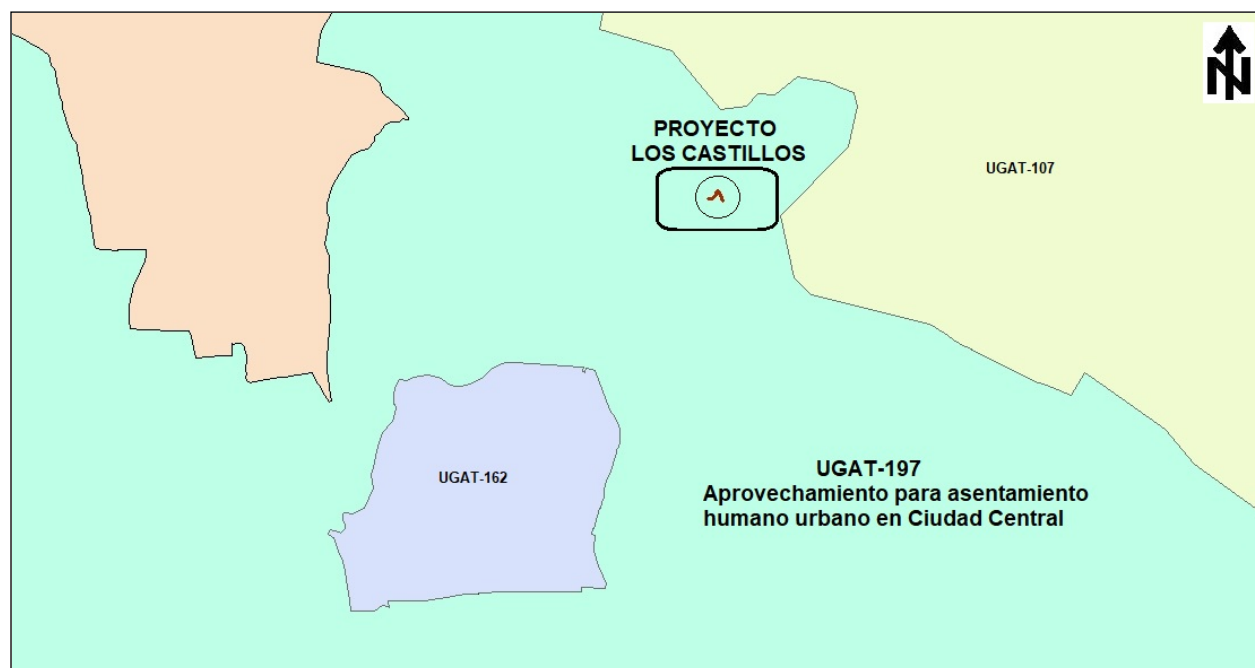 N
PROYECTO
LOS CASTILLOS
UGAT-107
UGAT-162
UGAT-197
Aprovechamiento para asentamiento
humano urbano en Ciudad Central